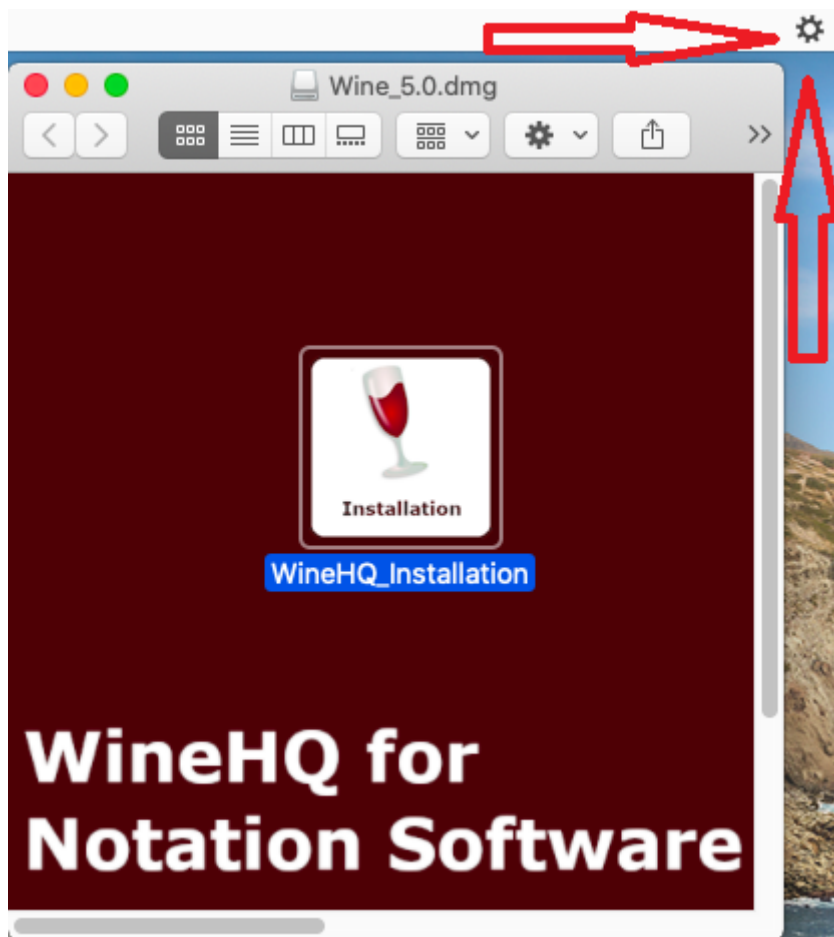 Wine_5.0.dmg
Installation
WineHQ_Installation
WineHQ for
Notation Software